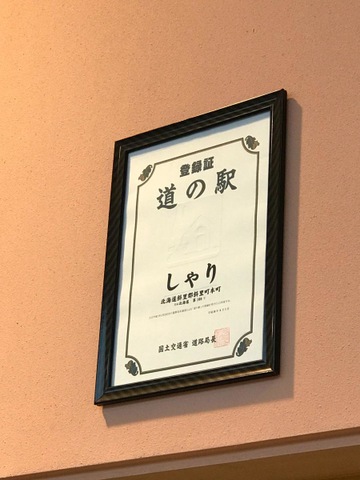 登録証
道の駅
しゃり
北海道斜里郡斜里町本町
国土交通省 道路局長